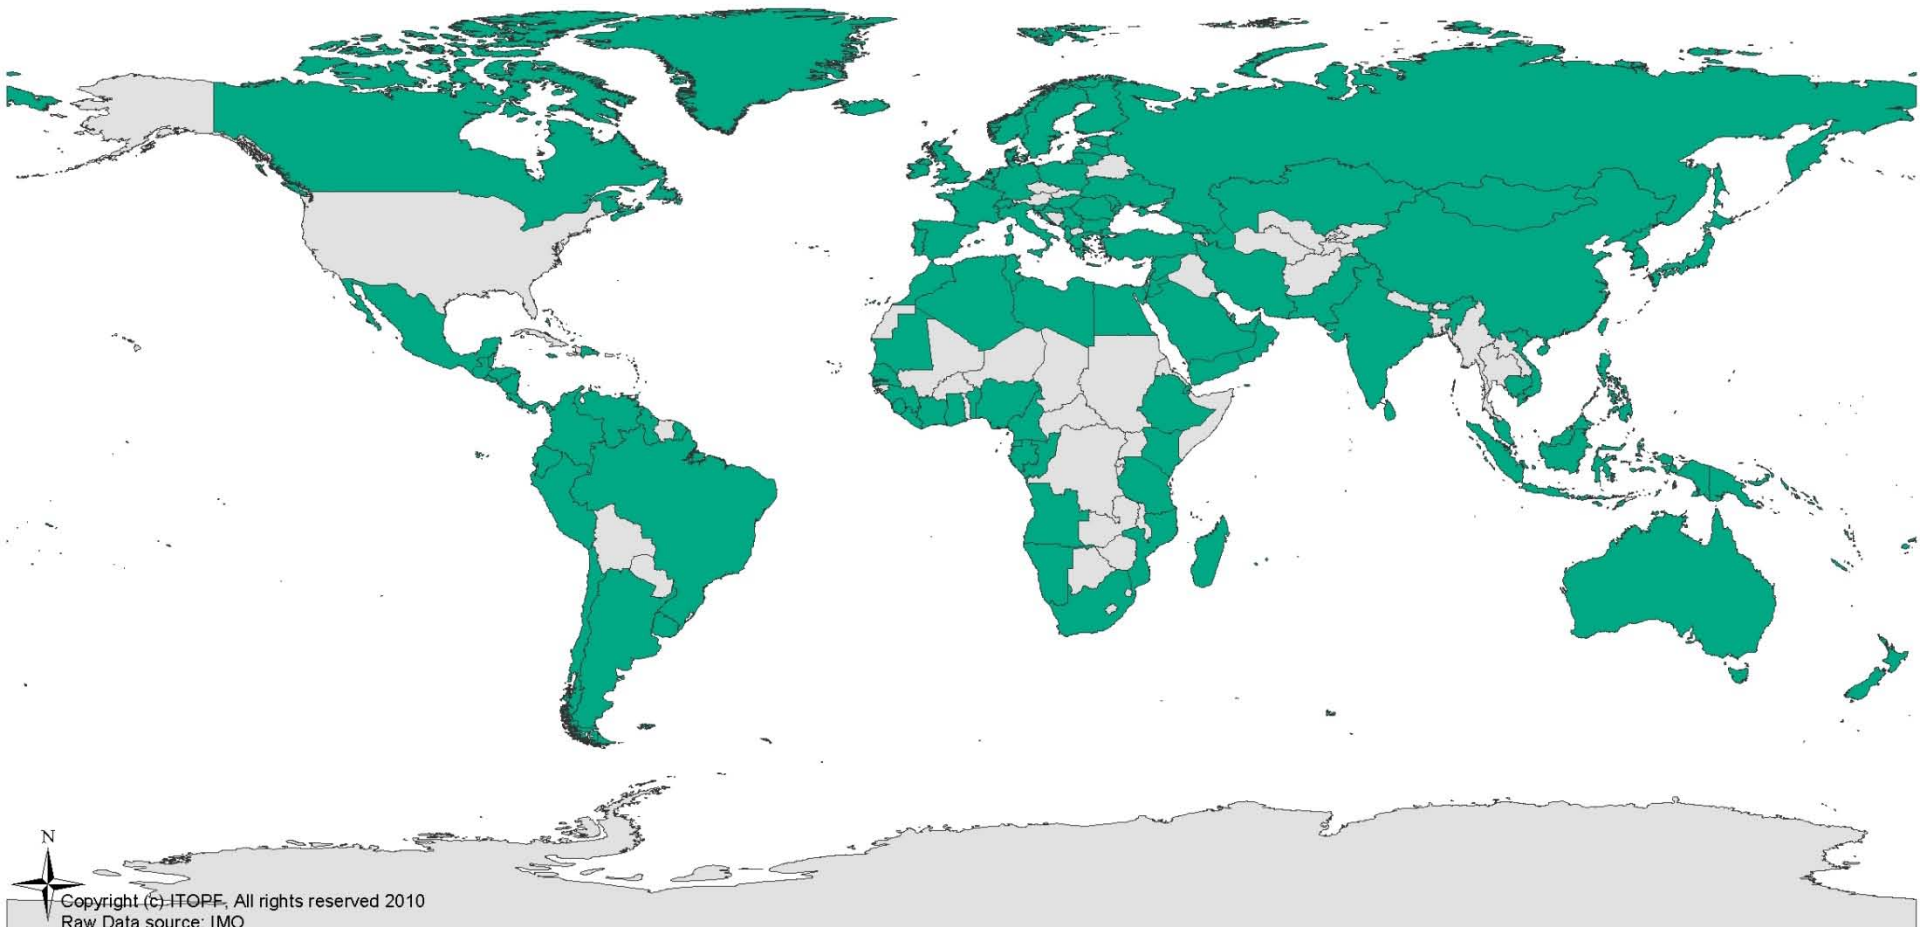 N
Copyright (c) ITOPF, All rights reserved 2010
Raw Data source: IMO